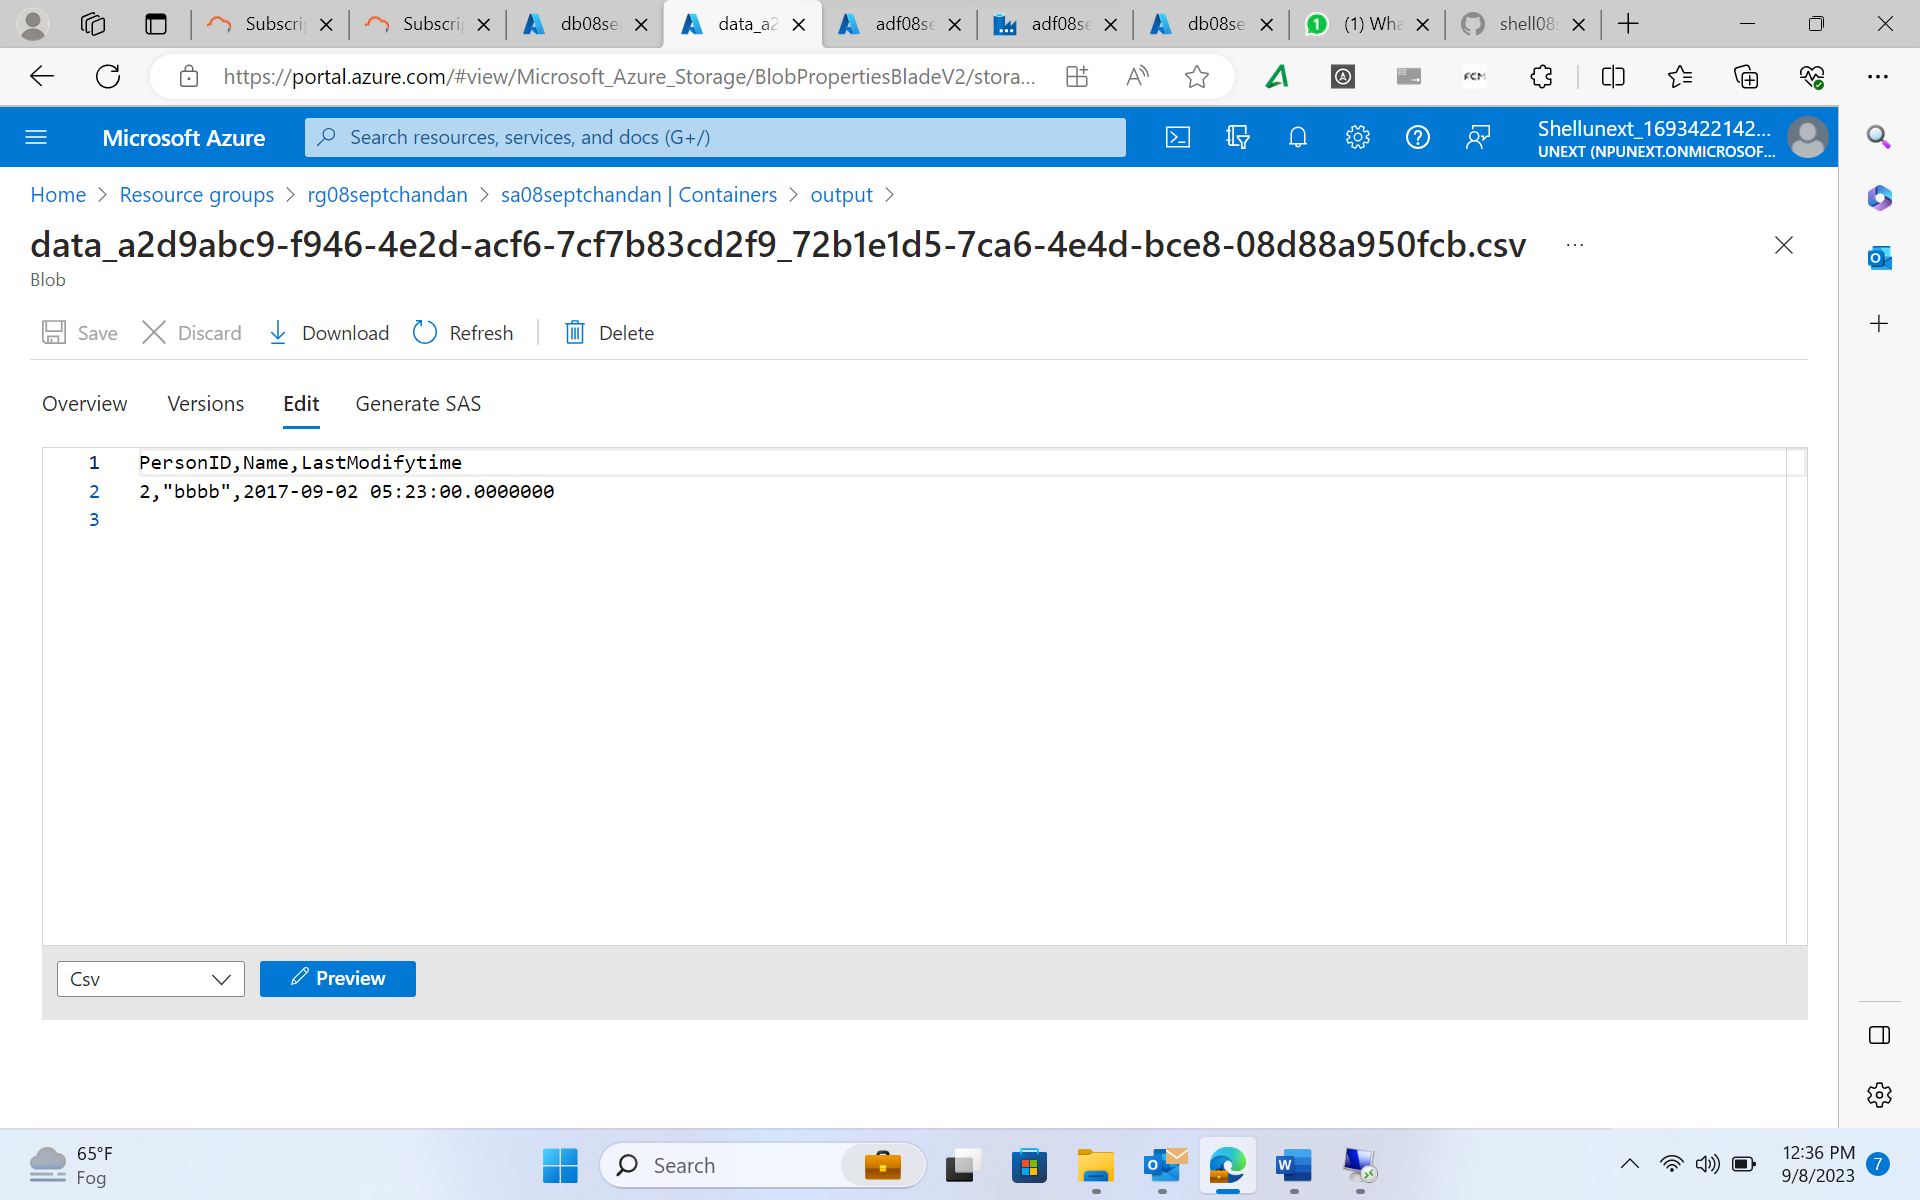 Subscri
Subscri
db08se
data_a2
adf08se
adf08se
db08se
(1) Wha
shell08
https://portal.azure.com/#view/Microsoft_Azure_Storage/BlobPropertiesBladeV2/stora...
FCM
Microsoft Azure
Search resources, services, and docs (G+/)
Shellunext_1693422142...
UNEXT (NPUNEXT.ONMICROSOF...
Home > Resource groups > rg08septchandan > sa08septchandan | Containers > output >
data_a2d9abc9-f946-4e2d-acf6-7cf7b83cd2f9_72b1e1d5-7ca6-4e4d-bce8-08d88a950fcb.csv ...
Blob
Save Discard Download Refresh Delete
Overview Versions Edit Generate SAS
1 PersonID,Name,LastModifytime
2 2,"bbbb",2017-09-02 05:23:00.0000000
3
Csv
Preview
65°F
Fog
Search
12:36 PM
9/8/2023
7